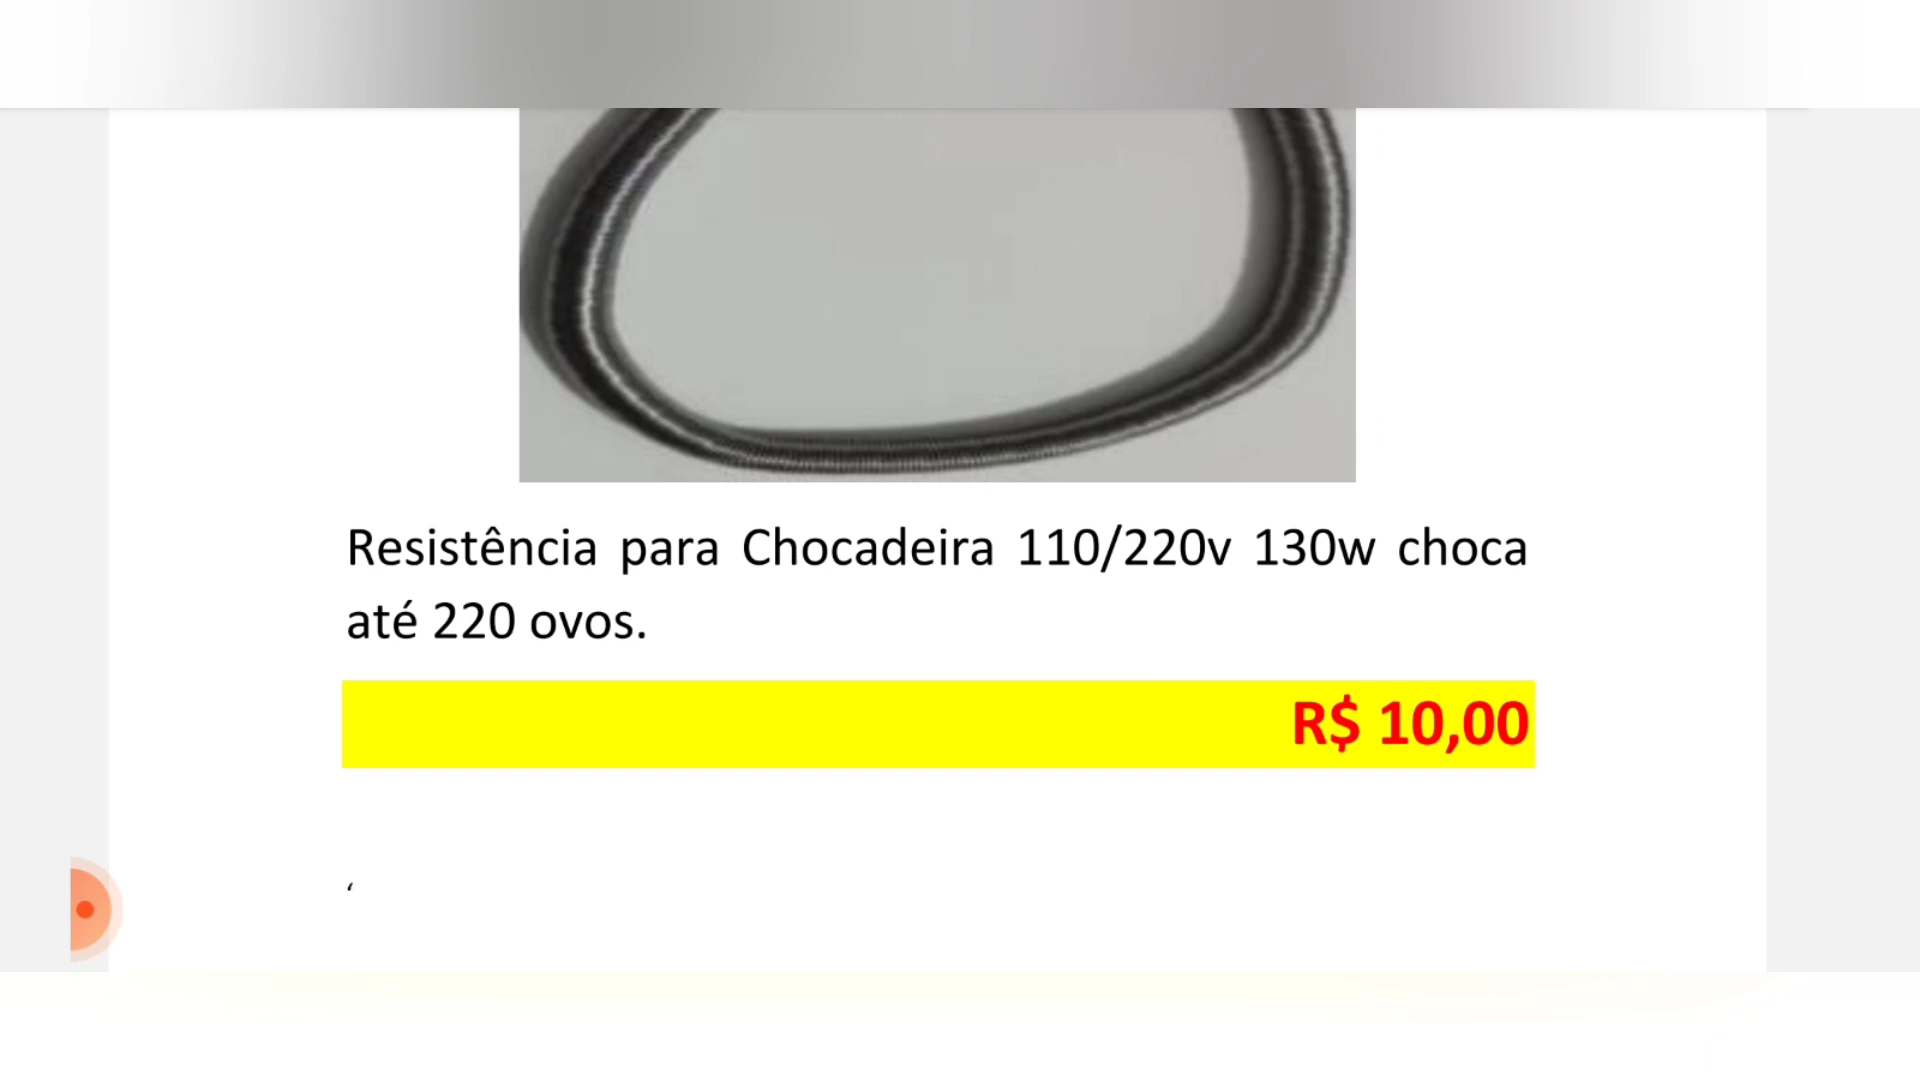 Resistência para Chocadeira 110/220v 130w choca
até 220 ovos.
R$ 10,00
‘